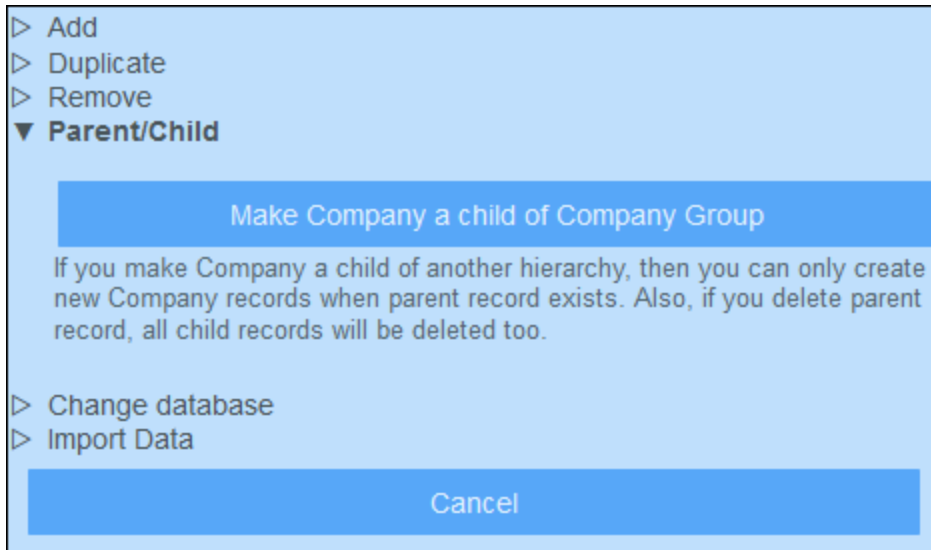 Add
Duplicate
Remove
Parent/Child
Make Company a child of Company Group
If you make Company a child of another hierarchy, then you can only create
new Company records when parent record exists. Also, if you delete parent
record, all child records will be deleted too.
Change database
Import Data
Cancel